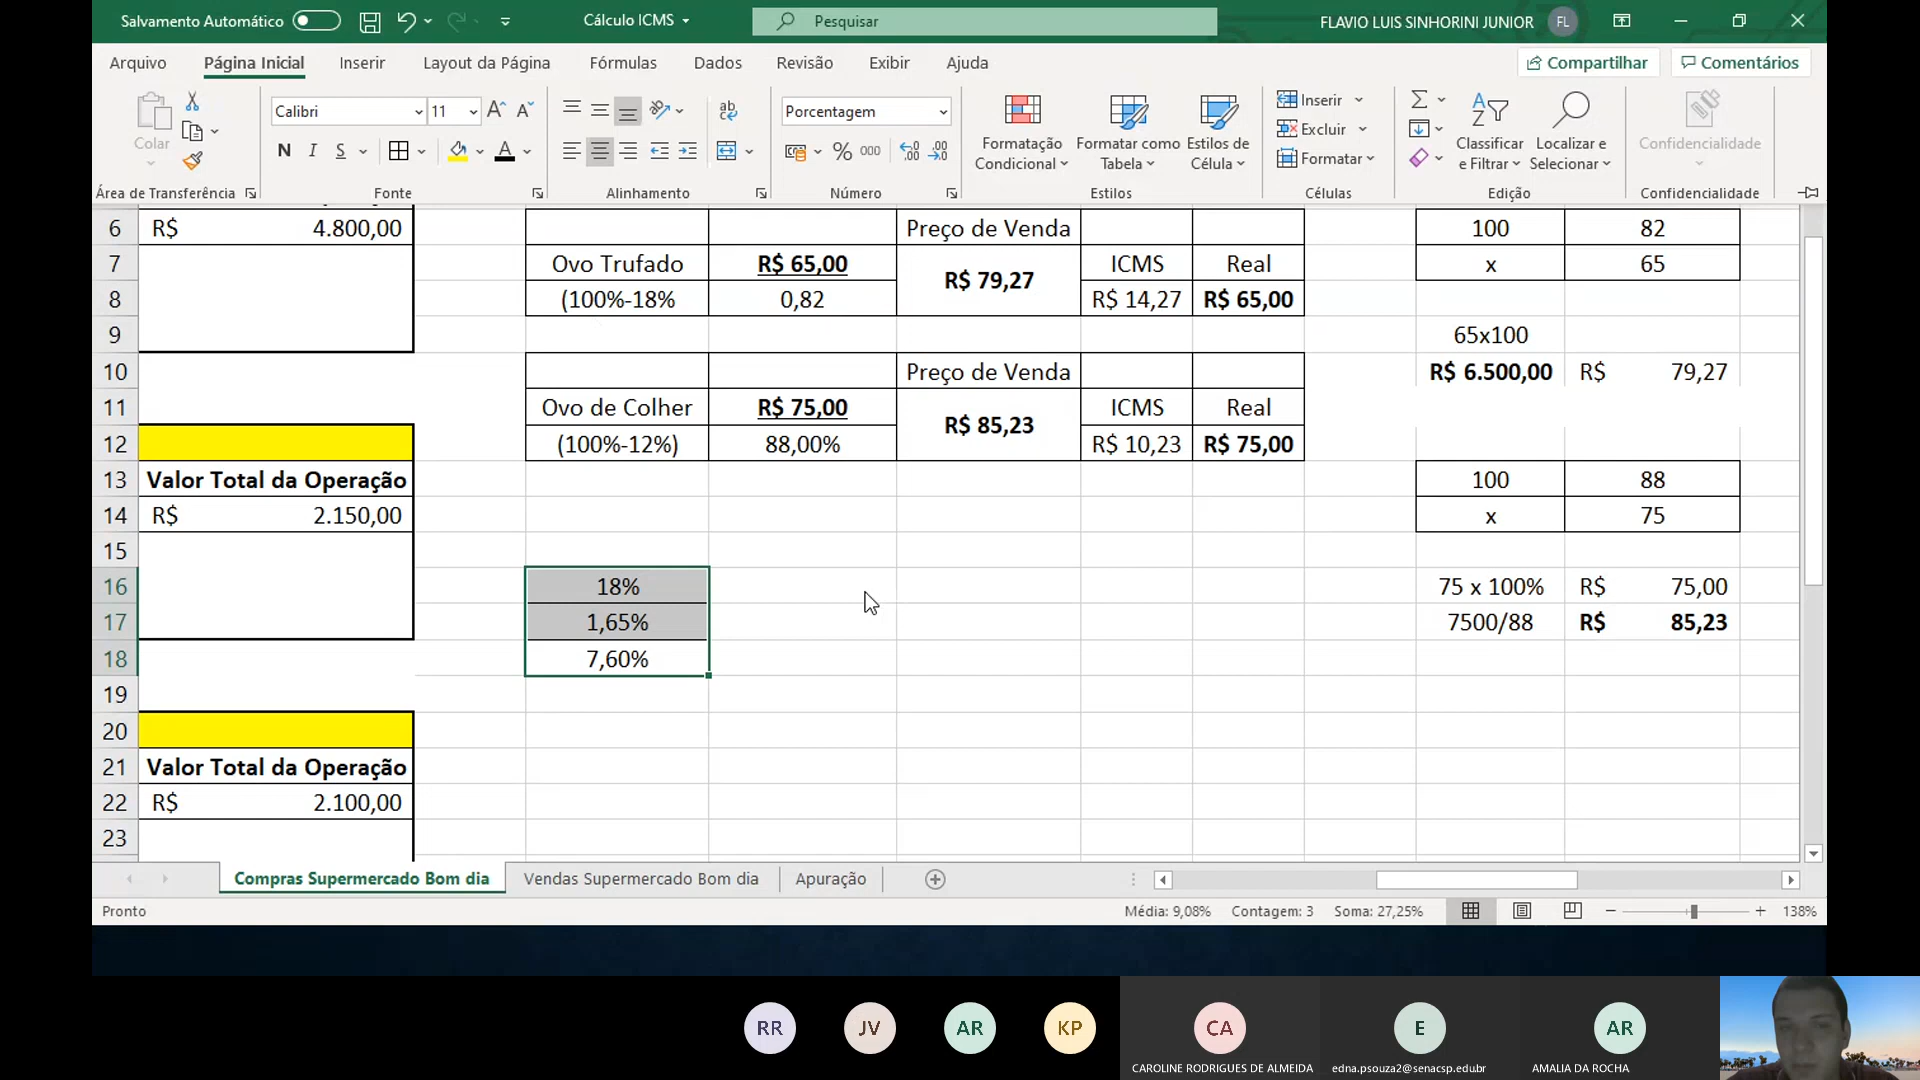 Salvamento Automático
Cálculo ICMS
Pesquisar
FLAVIO LUIS SINHORINI JUNIOR
FL
Arquivo
Página Inicial
Inserir
Layout da Página
Fórmulas
Dados
Revisão
Exibir
Ajuda
Compartilhar
Comentários
Colar
Calibri
11
N I S
Porcentagem
% 000
Formatação Condicional
Formatar como Tabela
Estilos de Célula
Inserir
Excluir
Formatar
Classificar e Filtrar
Localizar e Selecionar
Confidencialidade
Área de Transferência
Fonte
Alinhamento
Número
Estilos
Células
Edição
Confidencialidade
6 R$ 4.800,00 Preço de Venda 100 82
7 Ovo Trufado R$ 65,00 R$ 79,27 ICMS Real x 65
8 (100%-18% 0,82 R$ 14,27 R$ 65,00
9 65x100
10 Preço de Venda R$ 6.500,00 R$ 79,27
11 Ovo de Colher R$ 75,00 R$ 85,23 ICMS Real
12 (100%-12%) 88,00% R$ 10,23 R$ 75,00
13 Valor Total da Operação 100 88
14 R$ 2.150,00 x 75
15
16 18% 75 x 100% R$ 75,00
17 1,65% 7500/88 R$ 85,23
18 7,60%
19
20
21 Valor Total da Operação
22 R$ 2.100,00
23
Compras Supermercado Bom dia
Vendas Supermercado Bom dia
Apuração
Pronto
Média: 9,08%
Contagem: 3
Soma: 27,25%
138%
RR
JV
AR
KP
CA
E
AR
CAROLINE RODRIGUES DE ALMEIDA
edna.psouza2@senacsp.edu.br
AMALIA DA ROCHA